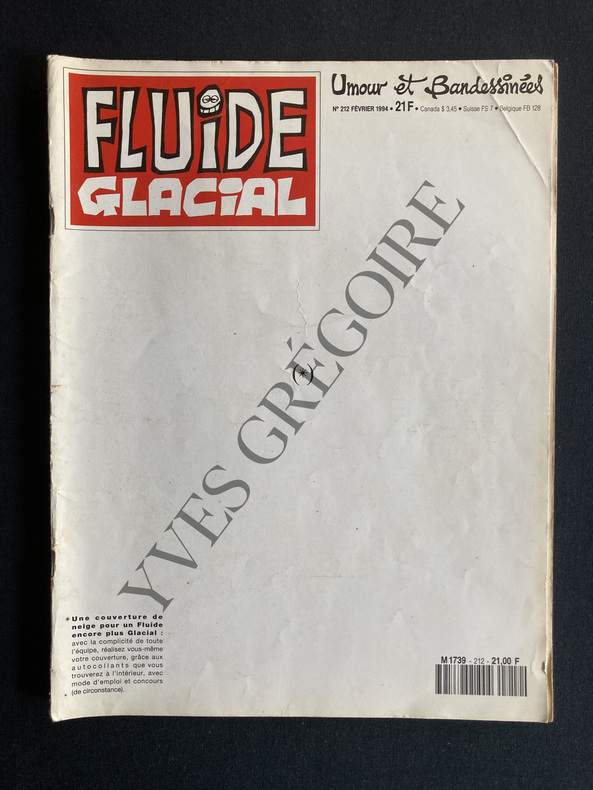 FLUiDE
GLACiAL
Umour et Bandessinées
N° 212 FÉVRIER 1994 • 21 F • Canada $ 3,45 • Suisse FS 7 • Belgique FB 128
YVES GRÉGOIRE
(*)
* Une couverture de
neige pour un Fluide
encore plus Glacial :
avec la complicité de toute
l'équipe, réalisez vous-même
votre couverture, grâce aux
autocollants que vous
trouverez à l'intérieur, avec
mode d'emploi et concours
(de circonstance).
M 1739 - 212 - 21,00 F